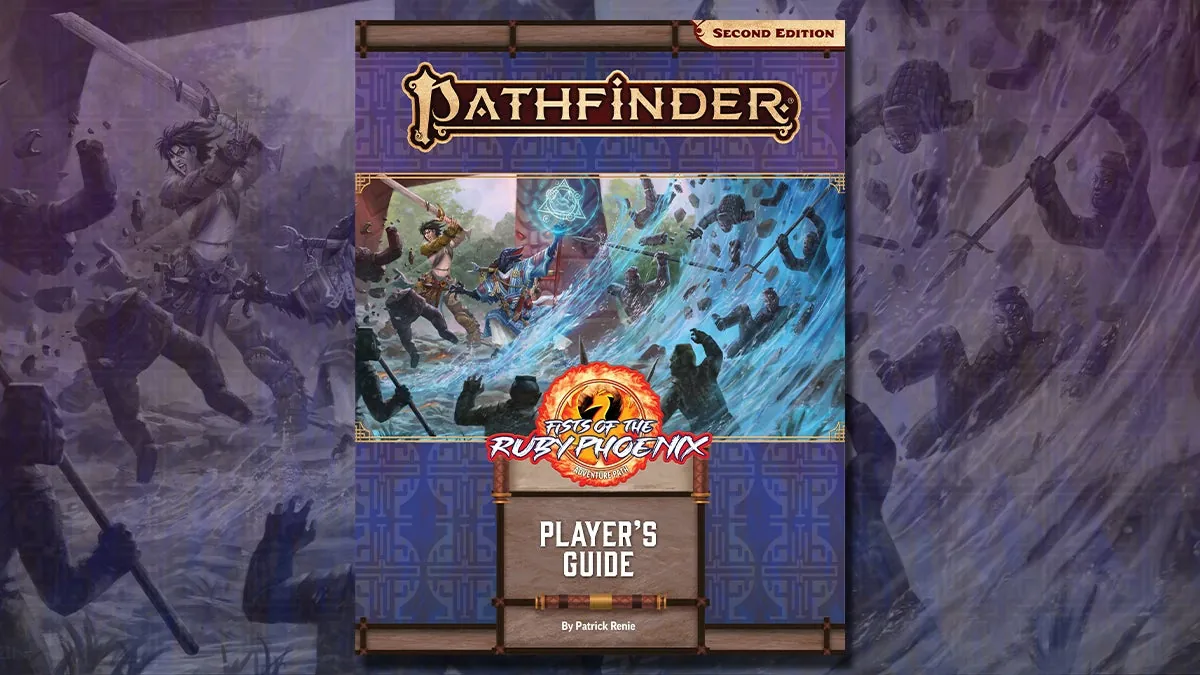 SECOND EDITION
PATHFINDER®
FISTS OF THE
RUBY PHOENIX
ADVENTURE PATH
PLAYER'S
GUIDE
By Patrick Renie